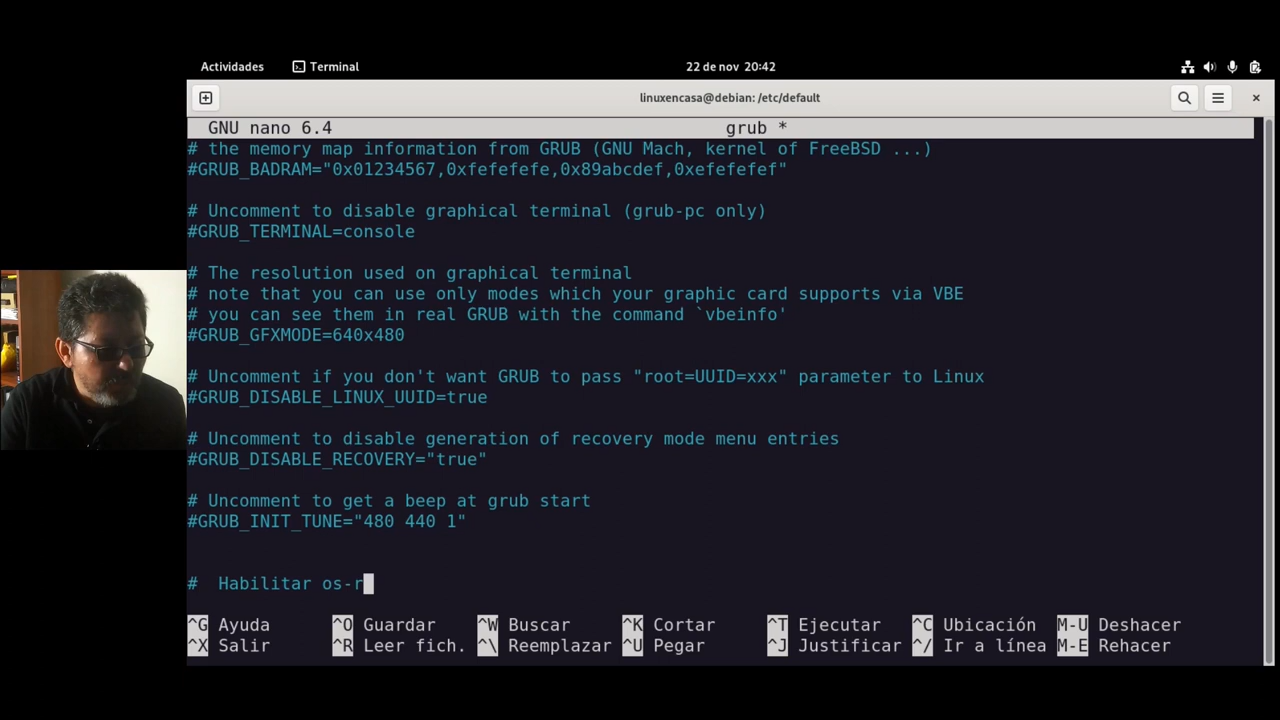 Actividades Terminal 22 de nov 20:42
linuxencasa@debian: /etc/default
GNU nano 6.4 grub *
# the memory map information from GRUB (GNU Mach, kernel of FreeBSD ...)
#GRUB_BADRAM="0x01234567,0xfefefefe,0x89abcdef,0xefefefef"
# Uncomment to disable graphical terminal (grub-pc only)
#GRUB_TERMINAL=console
# The resolution used on graphical terminal
# note that you can use only modes which your graphic card supports via VBE
# you can see them in real GRUB with the command `vbeinfo'
#GRUB_GFXMODE=640x480
# Uncomment if you don't want GRUB to pass "root=UUID=xxx" parameter to Linux
#GRUB_DISABLE_LINUX_UUID=true
# Uncomment to disable generation of recovery mode menu entries
#GRUB_DISABLE_RECOVERY="true"
# Uncomment to get a beep at grub start
#GRUB_INIT_TUNE="480 440 1"
#  Habilitar os-r
^G Ayuda ^O Guardar ^W Buscar ^K Cortar ^T Ejecutar ^C Ubicación M-U Deshacer
^X Salir ^R Leer fich. ^\ Reemplazar ^U Pegar ^J Justificar ^/ Ir a línea M-E Rehacer